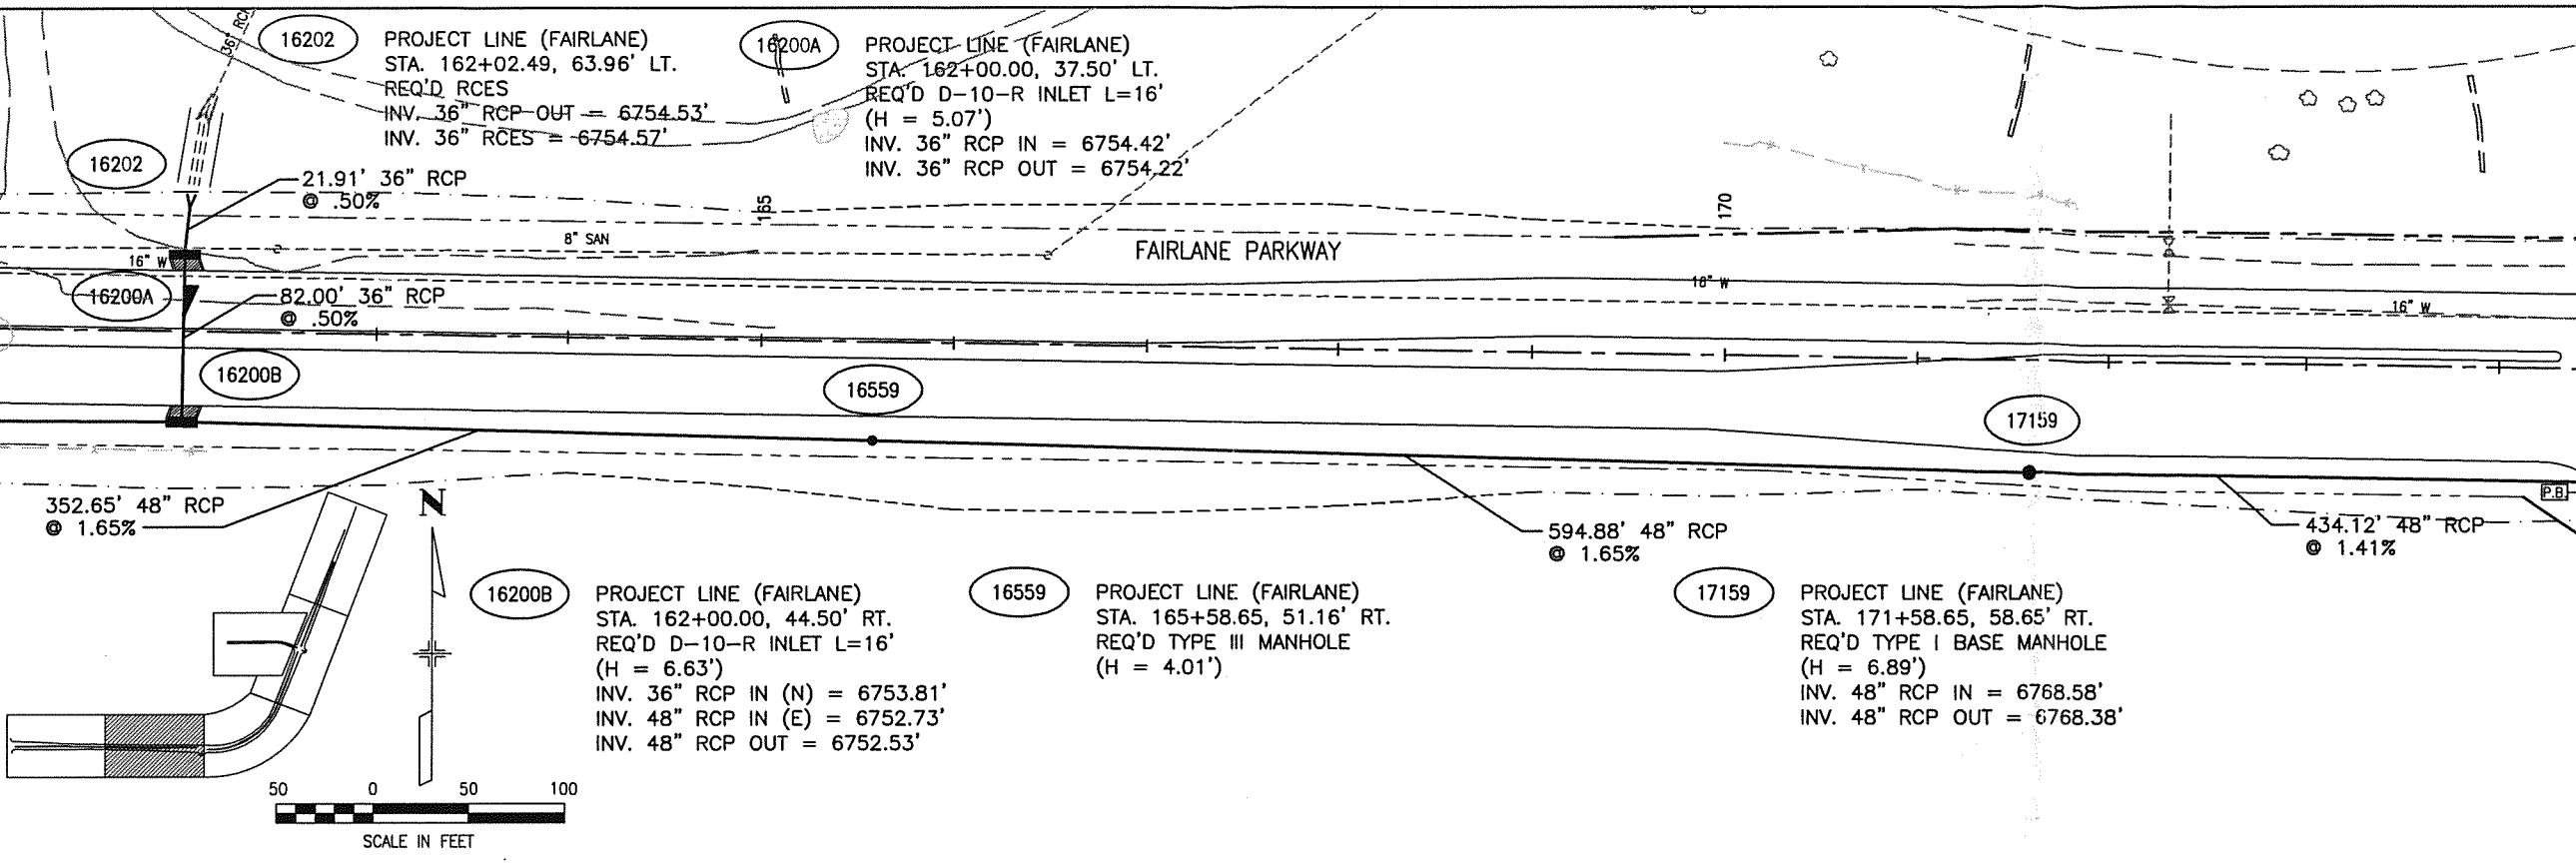 36" RCP
16202
PROJECT LINE (FAIRLANE)
STA. 162+02.49, 63.96' LT.
REQ'D RCES
INV. 36" RCP OUT = 6754.53'
INV. 36" RCES = 6754.57'
16200A
PROJECT LINE (FAIRLANE)
STA. 162+00.00, 37.50' LT.
REQ'D D-10-R INLET L=16'
(H = 5.07')
INV. 36" RCP IN = 6754.42'
INV. 36" RCP OUT = 6754.22'
16202
21.91' 36" RCP
@ .50%
165
170
8" SAN
FAIRLANE PARKWAY
16" W
16200A
82.00' 36" RCP
@ .50%
16" W
16" W
16200B
16559
17159
352.65' 48" RCP
@ 1.65%
N
594.88' 48" RCP
@ 1.65%
434.12' 48" RCP
@ 1.41%
P.B.
16200B
PROJECT LINE (FAIRLANE)
STA. 162+00.00, 44.50' RT.
REQ'D D-10-R INLET L=16'
(H = 6.63')
INV. 36" RCP IN (N) = 6753.81'
INV. 48" RCP IN (E) = 6752.73'
INV. 48" RCP OUT = 6752.53'
16559
PROJECT LINE (FAIRLANE)
STA. 165+58.65, 51.16' RT.
REQ'D TYPE III MANHOLE
(H = 4.01')
17159
PROJECT LINE (FAIRLANE)
STA. 171+58.65, 58.65' RT.
REQ'D TYPE I BASE MANHOLE
(H = 6.89')
INV. 48" RCP IN = 6768.58'
INV. 48" RCP OUT = 6768.38'
50 0 50 100
SCALE IN FEET